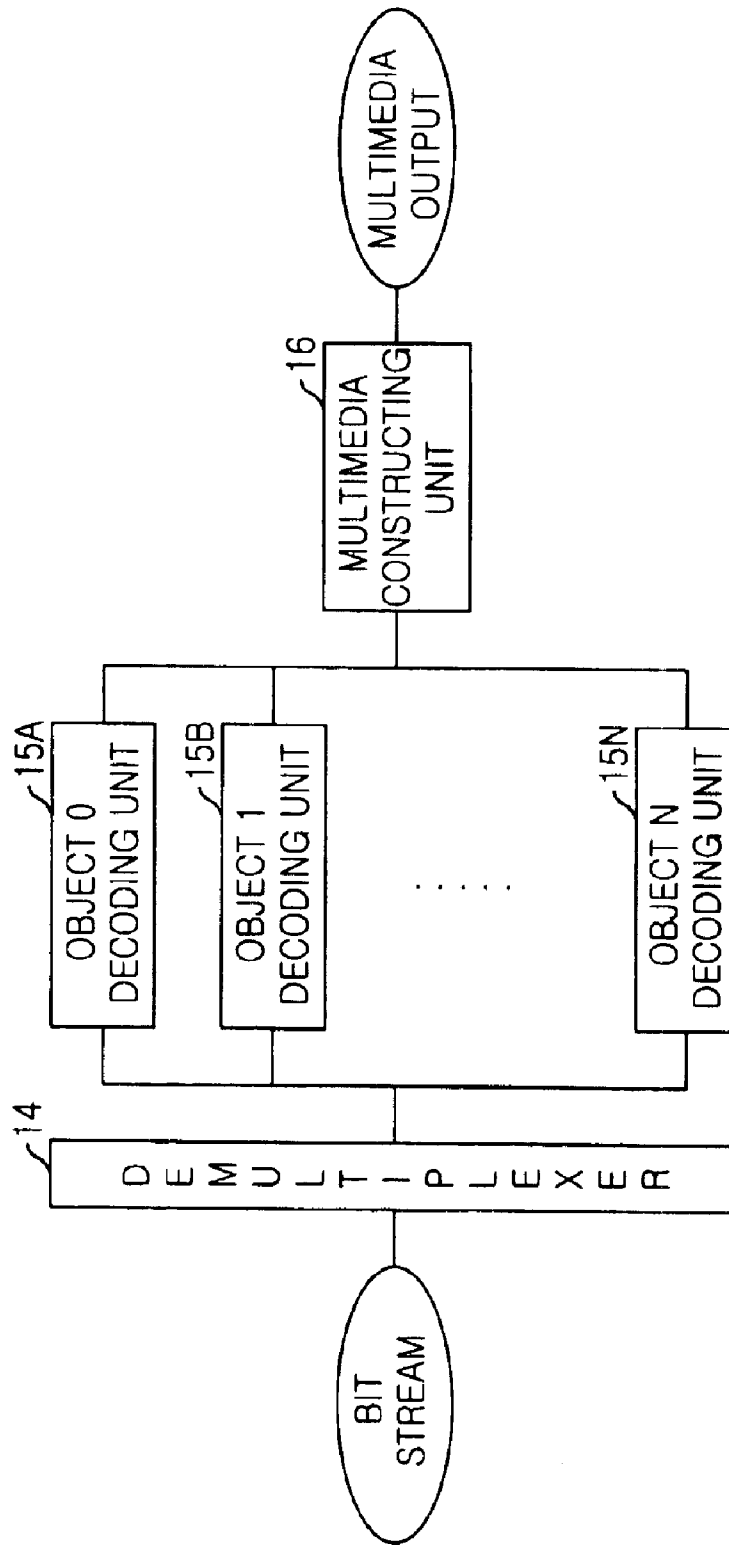 BIT
STREAM
14
DEMULTIPLEXER
15A
OBJECT 0
DECODING UNIT
15B
OBJECT 1
DECODING UNIT
. . . . .
15N
OBJECT N
DECODING UNIT
16
MULTIMEDIA
CONSTRUCTING
UNIT
MULTIMEDIA
OUTPUT